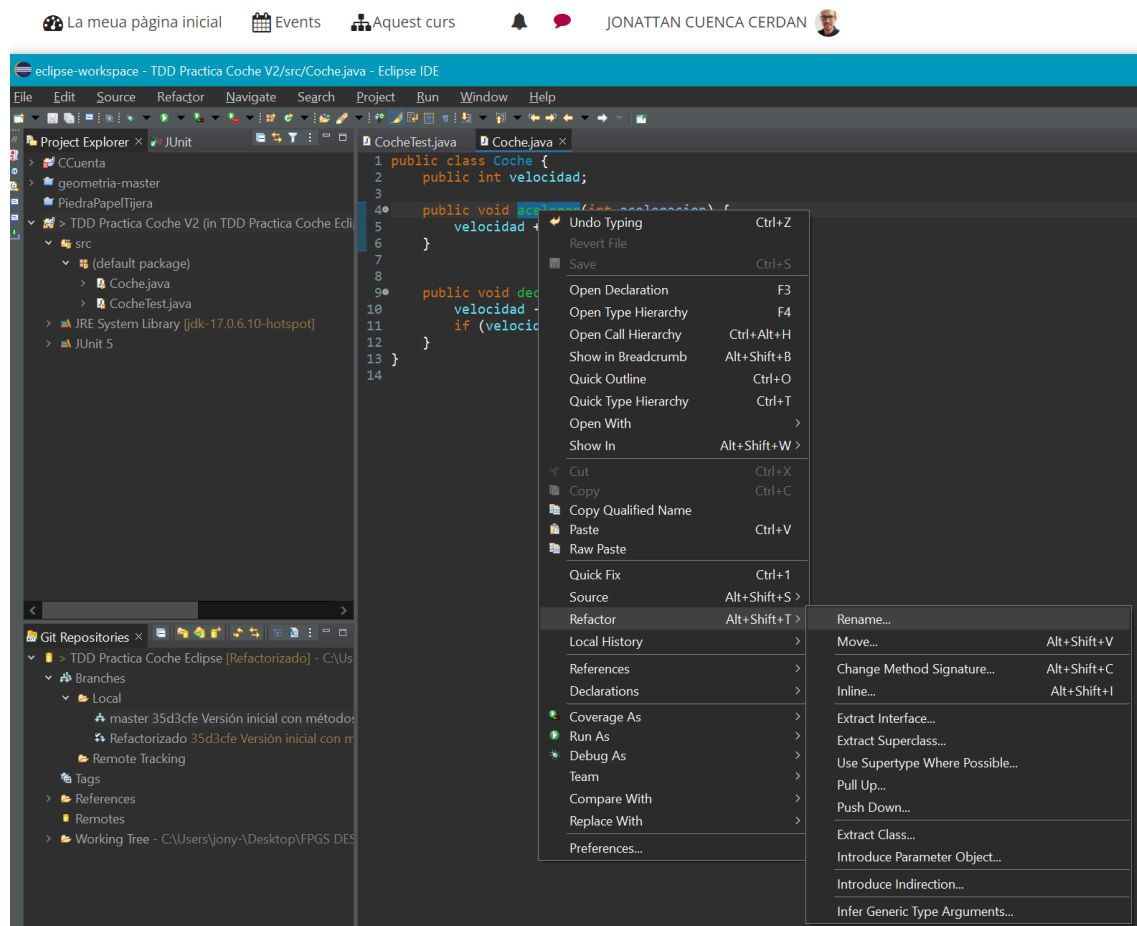 La meua pàgina inicial Events Aquest curs JONATTAN CUENCA CERDAN
eclipse-workspace - TDD Practica Coche V2/src/Coche.java - Eclipse IDE
File Edit Source Refactor Navigate Search Project Run Window Help
Project Explorer JUnit
CCuenta
geometria-master
PiedraPapelTijera
> TDD Practica Coche V2 (in TDD Practica Coche Ecli
src
(default package)
Coche.java
CocheTest.java
JRE System Library [jdk-17.0.6.10-hotspot]
JUnit 5
Git Repositories
> TDD Practica Coche Eclipse [Refactorizado] - C:\Us
Branches
Local
master 35d3cfe Versión inicial con métodos
Refactorizado 35d3cfe Versión inicial con m
Remote Tracking
Tags
References
Remotes
Working Tree - C:\Users\jony-\Desktop\FPGS DES
CocheTest.java Coche.java
1 public class Coche {
2 public int velocidad;
3
4 public void (int aceleracion) {
5 velocidad +
6 }
7
8
9 public void dec
10 velocidad -
11 if (velocid
12 }
13 }
14
Undo Typing Ctrl+Z
Revert File
Save Ctrl+S
Open Declaration F3
Open Type Hierarchy F4
Open Call Hierarchy Ctrl+Alt+H
Show in Breadcrumb Alt+Shift+B
Quick Outline Ctrl+O
Quick Type Hierarchy Ctrl+T
Open With
Show In Alt+Shift+W
Cut Ctrl+X
Copy Ctrl+C
Copy Qualified Name
Paste Ctrl+V
Raw Paste
Quick Fix Ctrl+1
Source Alt+Shift+S
Refactor Alt+Shift+T
Local History
References
Declarations
Coverage As
Run As
Debug As
Team
Compare With
Replace With
Preferences...
Rename...
Move... Alt+Shift+V
Change Method Signature... Alt+Shift+C
Inline... Alt+Shift+I
Extract Interface...
Extract Superclass...
Use Supertype Where Possible...
Pull Up...
Push Down...
Extract Class...
Introduce Parameter Object...
Introduce Indirection...
Infer Generic Type Arguments...